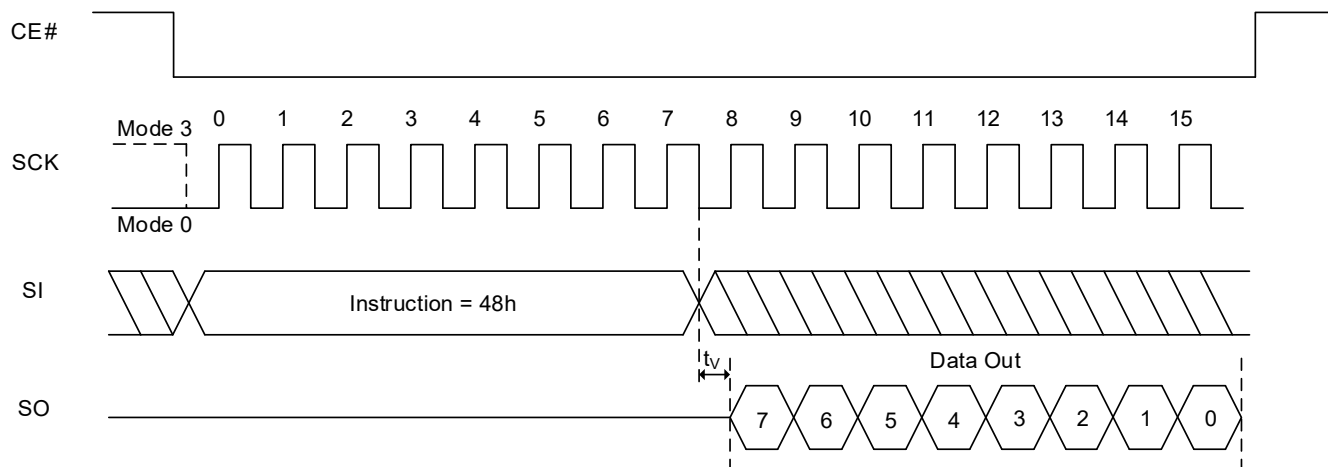 CE#
Mode 3
0 1 2 3 4 5 6 7 8 9 10 11 12 13 14 15
SCK
Mode 0
SI
Instruction = 48h
tV
Data Out
SO
7 6 5 4 3 2 1 0